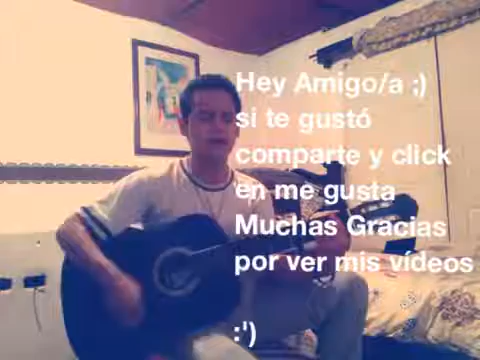 Hey Amigo/a ;)
si te gustó
comparte y click
en me gusta
Muchas Gracias
por ver mis vídeos
:')